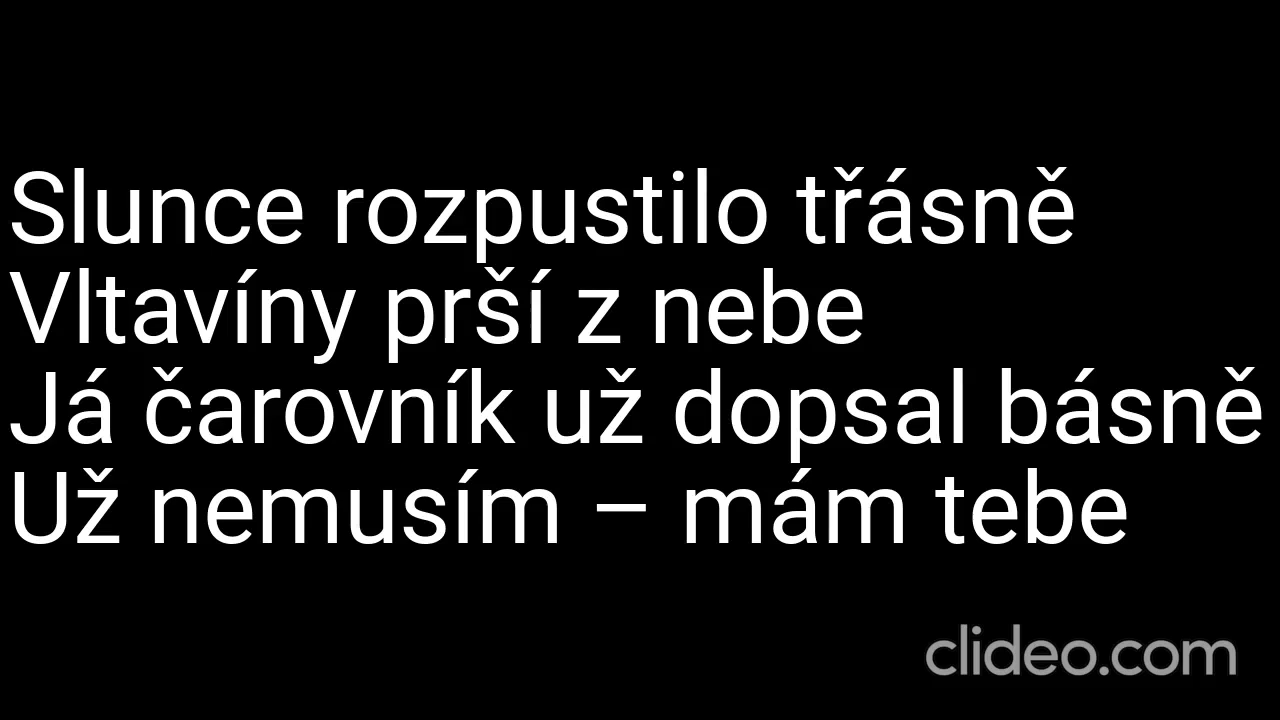 Slunce rozpustilo třásně
Vltavíny prší z nebe
Já čarovník už dopsal básně
Už nemusím – mám tebe
clideo.com